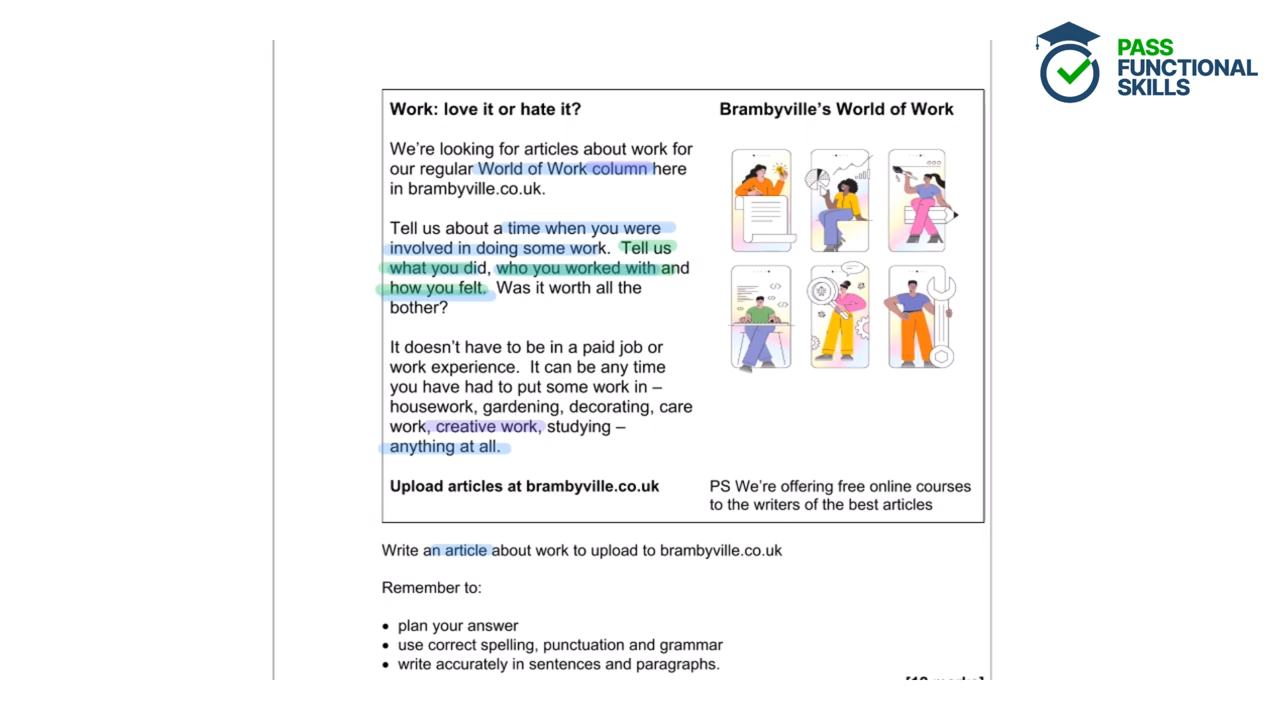 PASS
FUNCTIONAL
SKILLS
Work: love it or hate it?
We're looking for articles about work for
our regular World of Work column here
in brambyville.co.uk.
Tell us about a time when you were
involved in doing some work. Tell us
what you did, who you worked with and
how you felt. Was it worth all the
bother?
It doesn't have to be in a paid job or
work experience. It can be any time
you have had to put some work in –
housework, gardening, decorating, care
work, creative work, studying –
anything at all.
Upload articles at brambyville.co.uk
Brambyville's World of Work
PS We're offering free online courses
to the writers of the best articles
Write an article about work to upload to brambyville.co.uk
Remember to:
• plan your answer
• use correct spelling, punctuation and grammar
• write accurately in sentences and paragraphs.